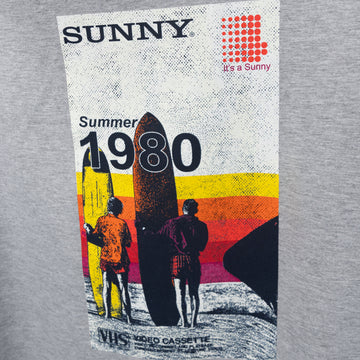 SUNNY®
It's a Sunny
Summer
1980
VHS VIDEO CASSETTE